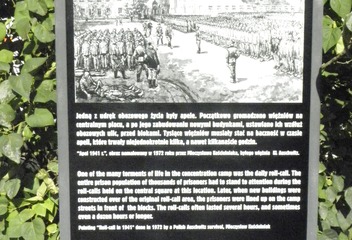 Jedną z udręk obozowego życia były apele. Początkowo gromadzono więźniów na
centralnym placu, a po jego zabudowaniu nowymi budynkami, ustawiano ich wzdłuż
obozowych ulic, przed blokami. Tysiące więźniów musiały stać na baczność w czasie
apeli, które trwały niejednokrotnie kilka, a nawet kilkanaście godzin.
"Apel 1941 r.", obraz namalowany w 1972 roku przez Mieczysława Kościelniaka, byłego więźnia KL Auschwitz
One of the many torments of life in the concentration camp was the daily roll-call. The
entire prison population of thousands of prisoners had to stand to attention during the
roll-calls held in the central square at this location. Later, when new buildings were
constructed over of the original roll-call area, the prisoners were lined up on the camp
streets in front of the blocks. The roll-calls often lasted several hours, and sometimes
even a dozen hours or longer.
Painting "Roll-call in 1941" done in 1972 by a Polish Auschwitz survivor, Mieczysław Kościelniak